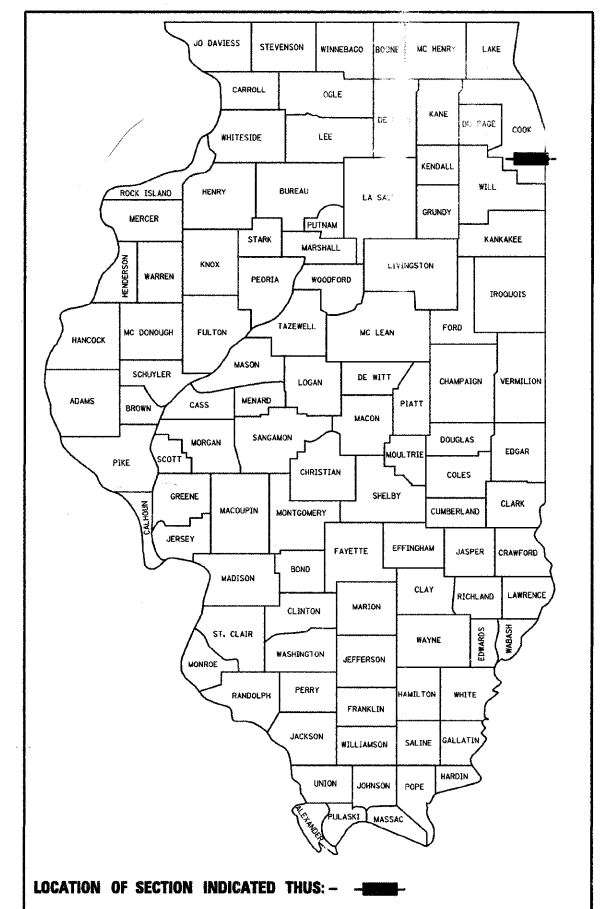 JO DAVIESS STEVENSON WINNEBAGO BOONE MC HENRY LAKE
CARROLL OGLE DE KANE DU PAGE COOK
WHITESIDE LEE
KENDALL
ROCK ISLAND HENRY BUREAU LA SAL WILL
MERCER PUTNAM GRUNDY
STARK MARSHALL KANKAKEE
HENDERSON WARREN KNOX PEORIA WOODFORD LIVINGSTON IROQUOIS
HANCOCK MC DONOUGH FULTON TAZEWELL MC LEAN FORD
MASON
SCHUYLER LOGAN DE WITT CHAMPAIGN VERMILION
ADAMS BROWN CASS MENARD PIATT
MACON
MORGAN SANGAMON DOUGLAS
PIKE SCOTT CHRISTIAN MOULTRIE EDGAR
COLES
GREENE SHELBY
CALHOUN MACOUPIN MONTGOMERY CUMBERLAND CLARK
JERSEY FAYETTE EFFINGHAM JASPER CRAWFORD
MADISON BOND
CLAY RICHLAND LAWRENCE
CLINTON MARION
ST. CLAIR WAYNE EDWARDS WABASH
WASHINGTON JEFFERSON
MONROE
RANDOLPH PERRY HAMILTON WHITE
FRANKLIN
JACKSON WILLIAMSON SALINE GALLATIN
HARDIN
UNION JOHNSON POPE
ALEXANDER PULASKI MASSAC
LOCATION OF SECTION INDICATED THUS: -